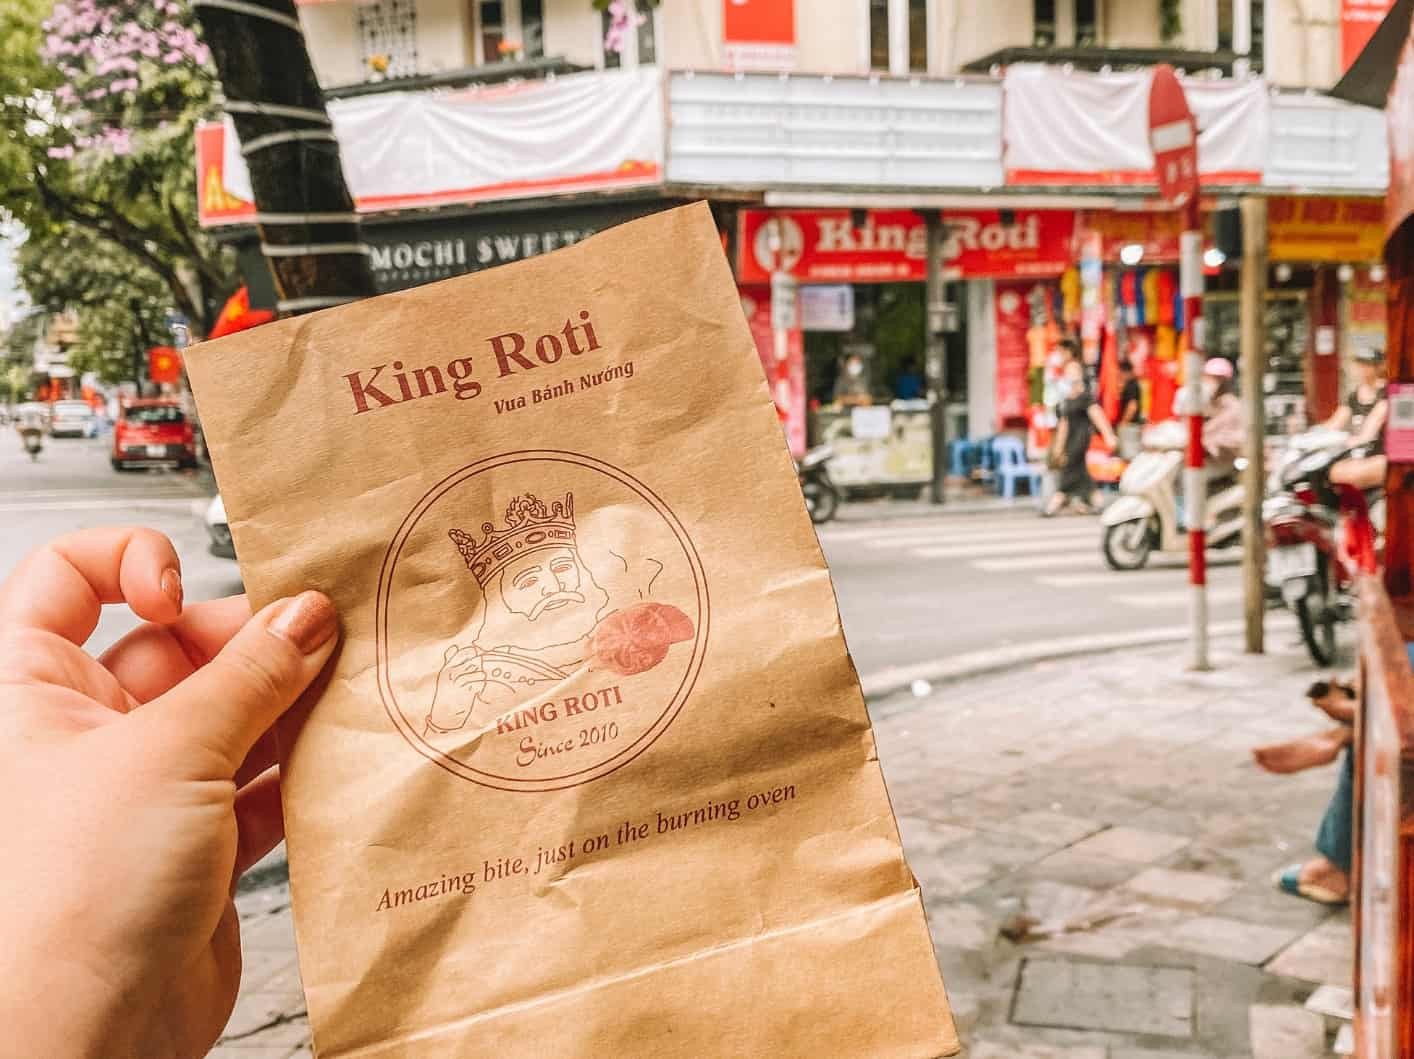 MOCHI SWEETS
King Roti
King Roti
Vua Bánh Nướng
KING ROTI
Since 2010
Amazing bite, just on the burning oven